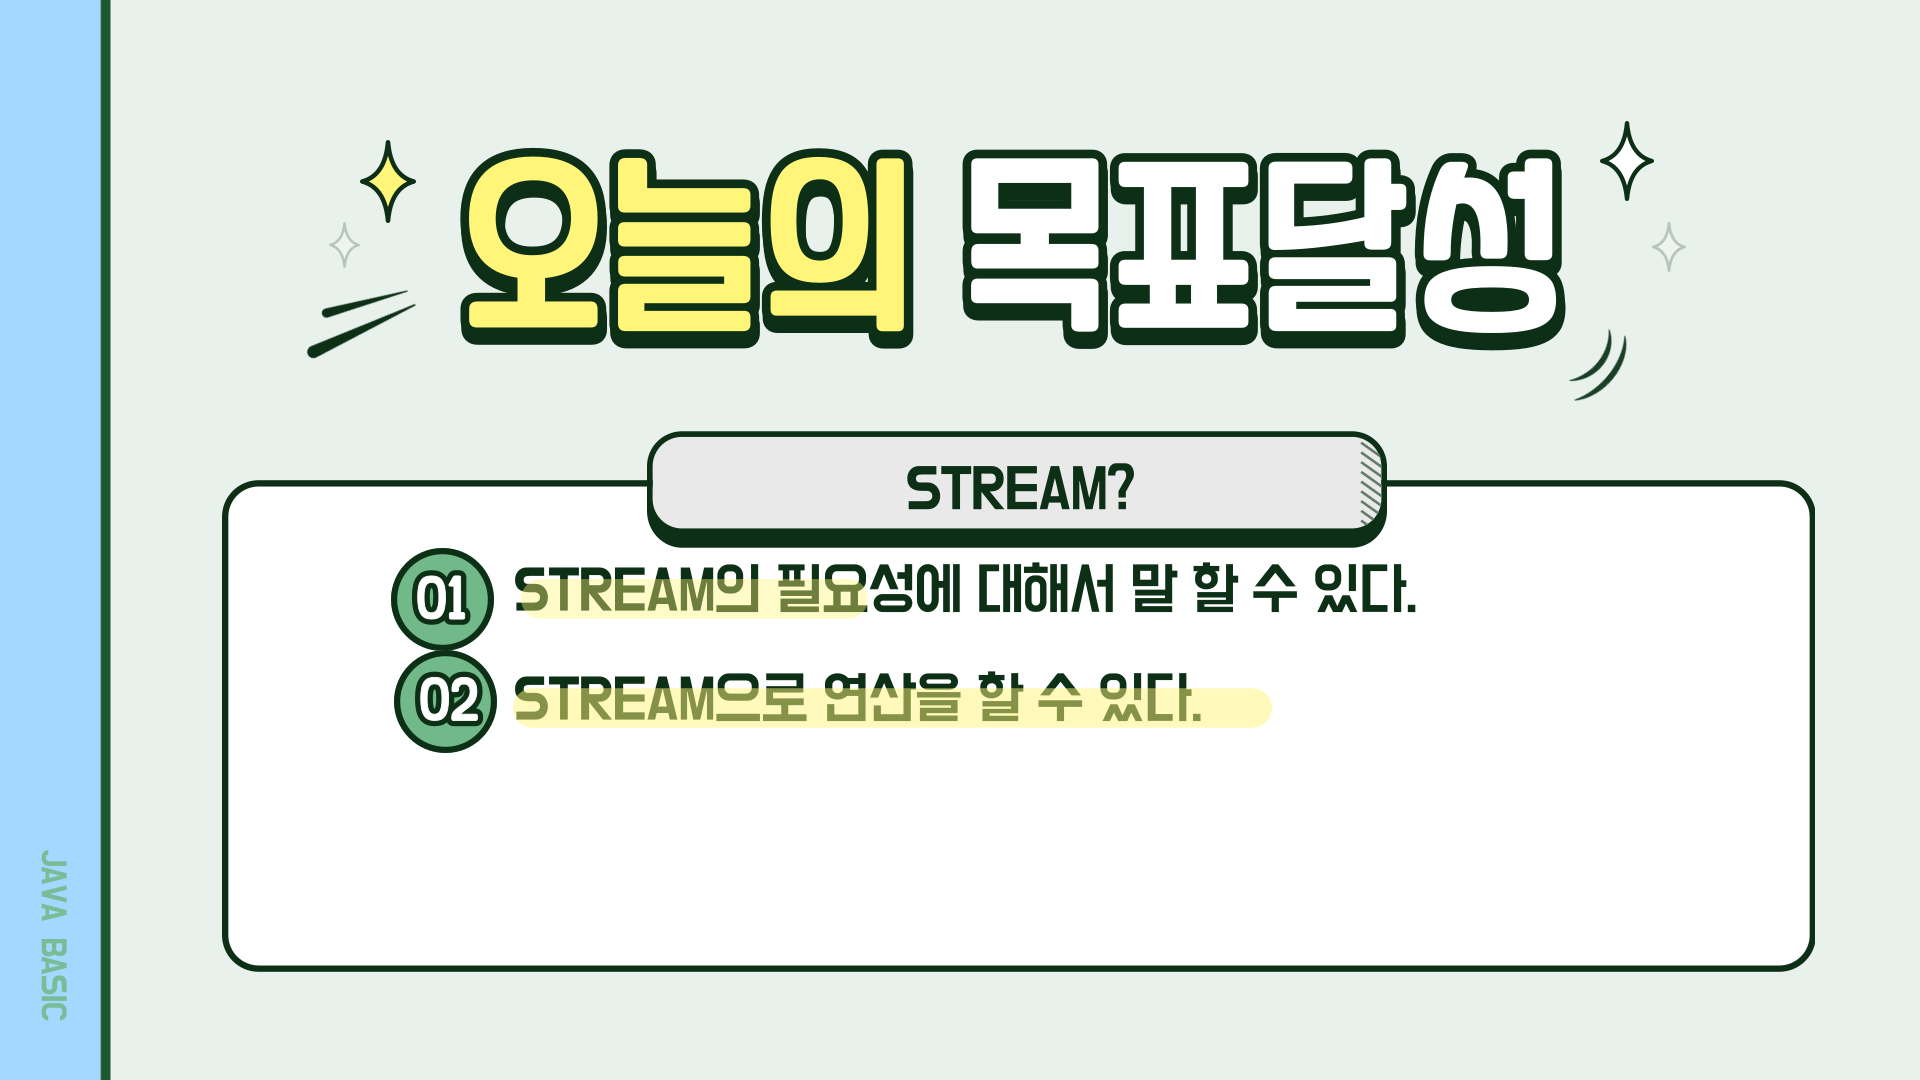 오늘의 목표달성
STREAM?
01 STREAM의 필요성에 대해서 말 할 수 있다.
02 STREAM으로 연산을 할 수 있다.
JAVA BASIC